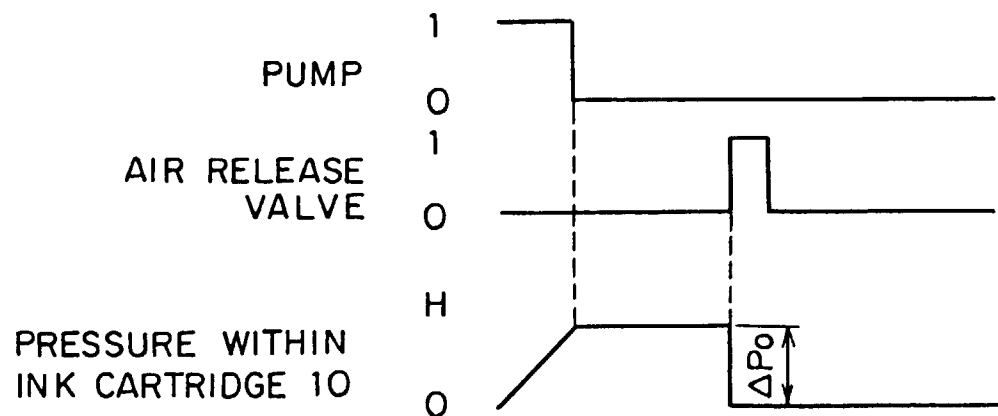 1
PUMP
0
1
AIR RELEASE
VALVE
0
H
PRESSURE WITHIN
INK CARTRIDGE 10
0
ΔPo